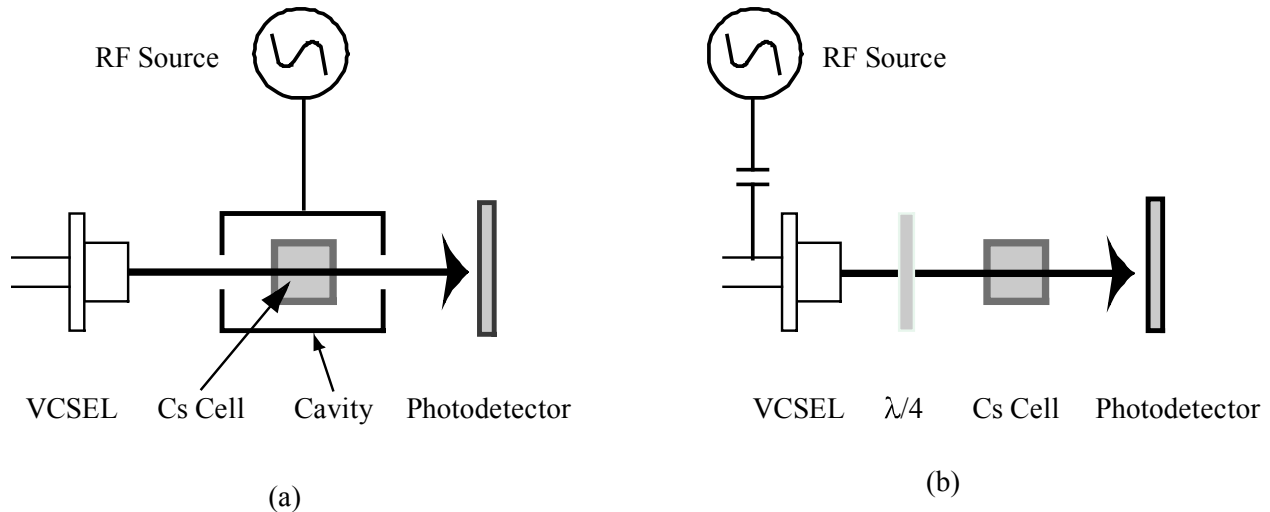 RF Source
VCSEL Cs Cell Cavity Photodetector
(a)
RF Source
VCSEL λ/4 Cs Cell Photodetector
(b)